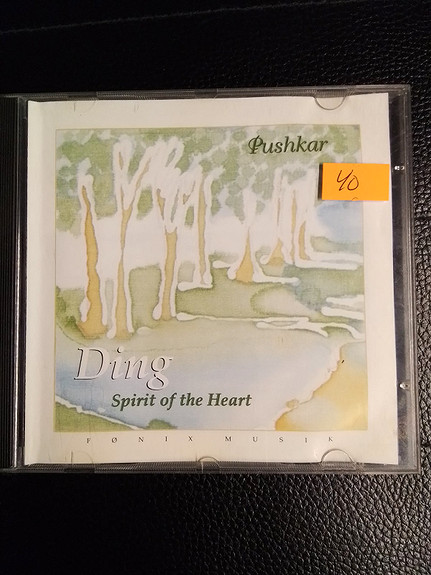 Pushkar
40
Ding
Spirit of the Heart
FØNIX MUSIK